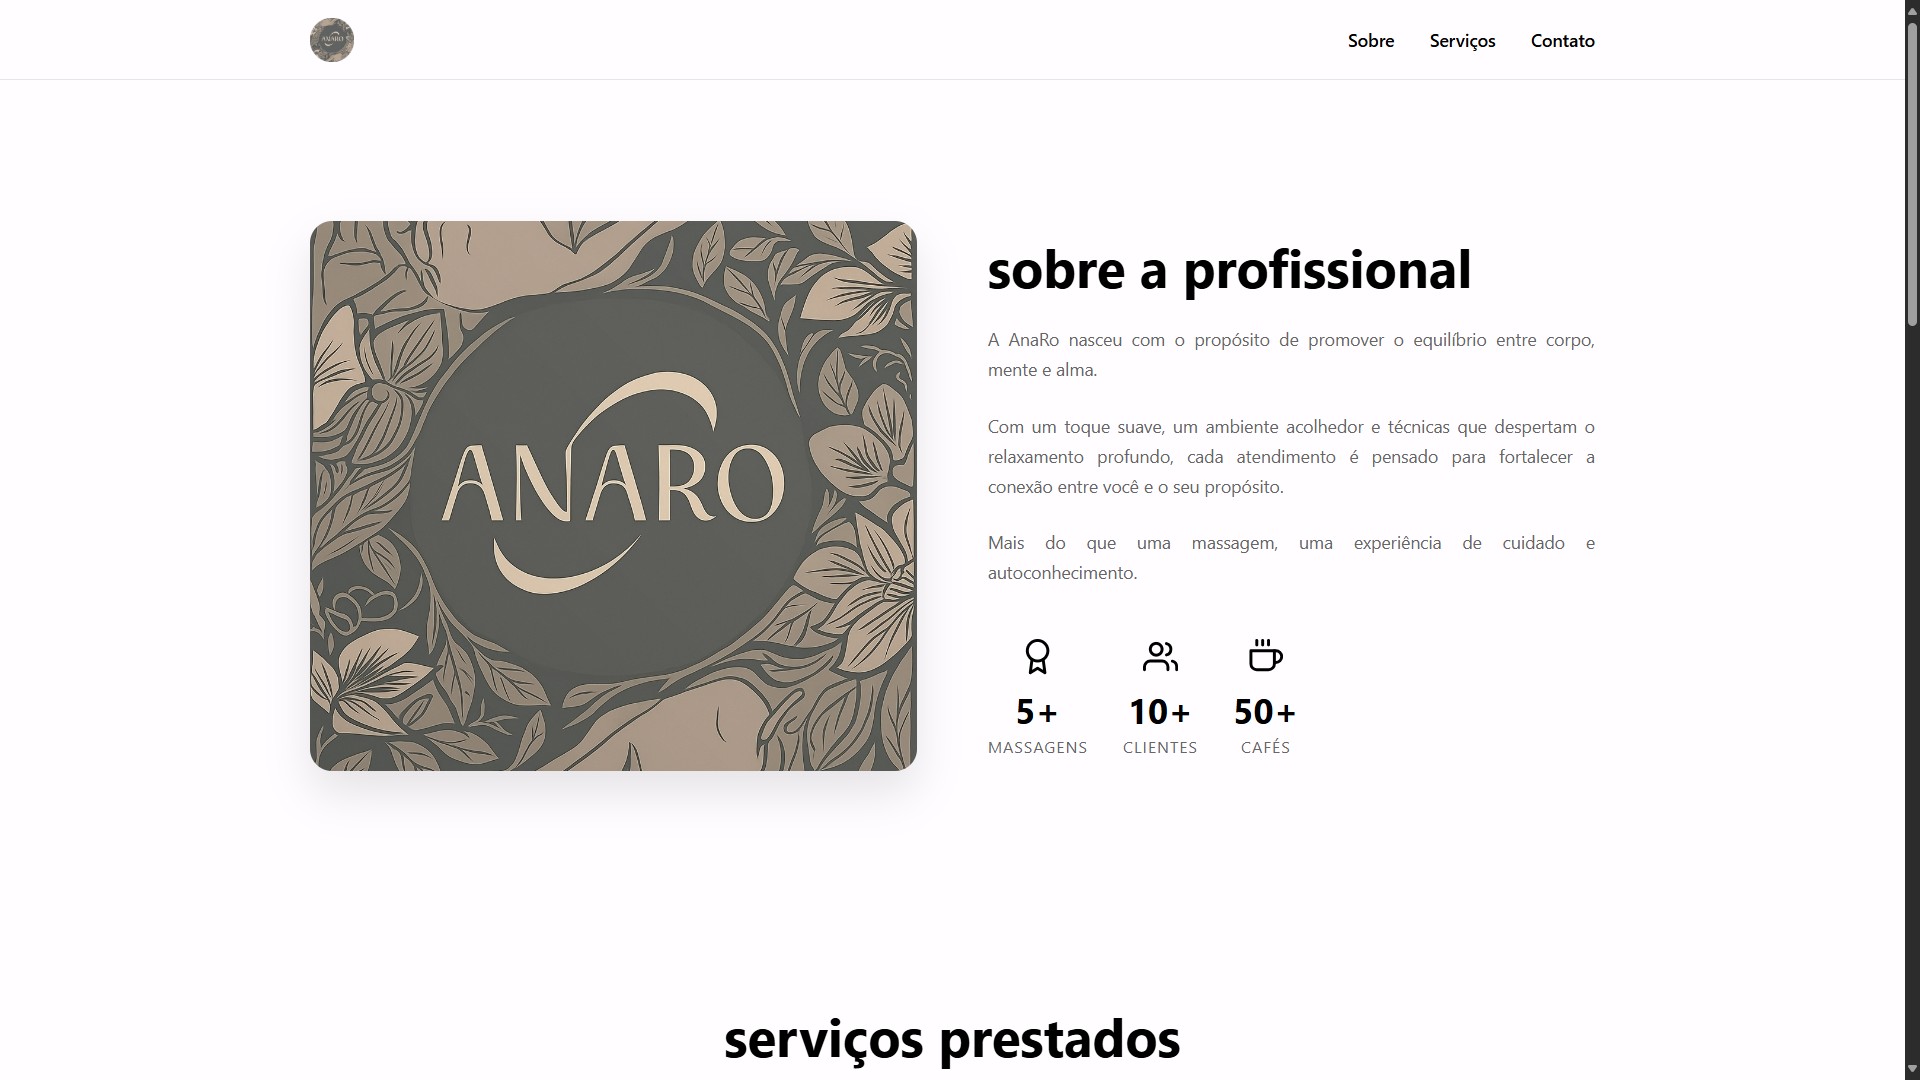 ANARO
Sobre
Serviços
Contato
ANARO
sobre a profissional
A AnaRo nasceu com o propósito de promover o equilíbrio entre corpo,
mente e alma.
Com um toque suave, um ambiente acolhedor e técnicas que despertam o
relaxamento profundo, cada atendimento é pensado para fortalecer a
conexão entre você e o seu propósito.
Mais do que uma massagem, uma experiência de cuidado e
autoconhecimento.
5+
MASSAGENS
10+
CLIENTES
50+
CAFÉS
serviços prestados